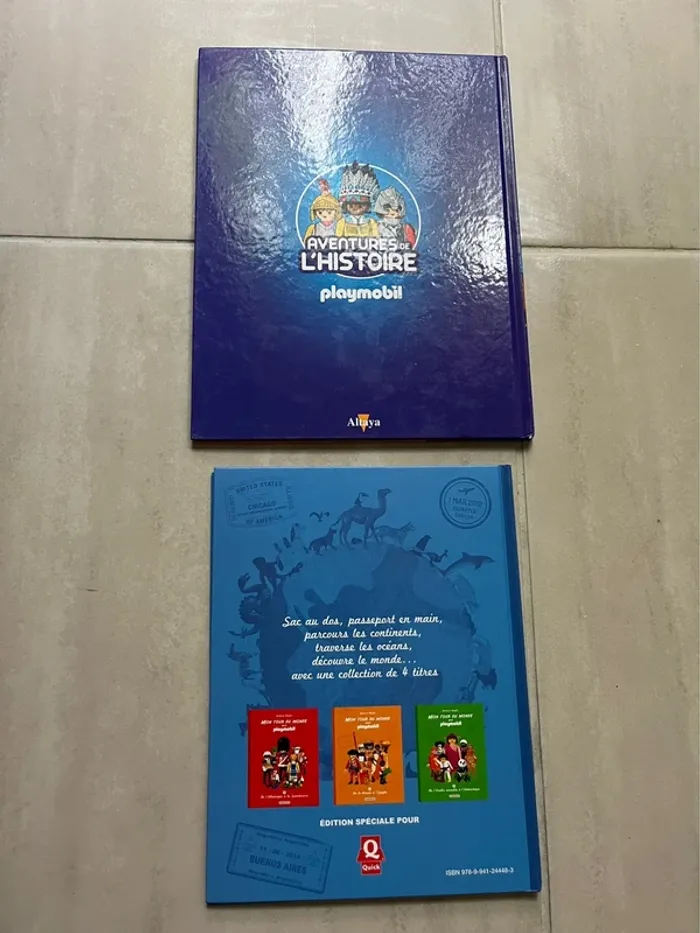 AVENTURES DE
L'HISTOIRE
playmobil
Altaya
UNITED STATES
CHICAGO
OF AMERICA
Sac au dos, passeport en main,
parcours les continents,
traverse les océans,
découvre le monde...
avec une collection de 4 titres
MON TOUR DU MONDE
playmobil
MON TOUR DU MONDE
playmobil
MON TOUR DU MONDE
playmobil
ÉDITION SPÉCIALE POUR
Q
Quick
BUENOS AIRES
ISBN 978-9-941-24448-3